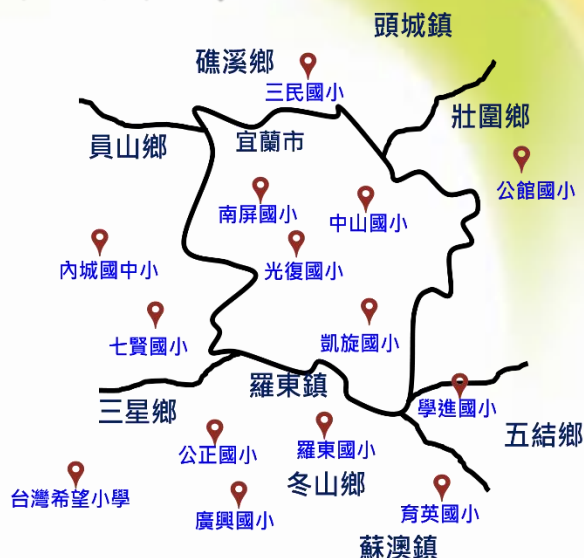 頭城鎮
礁溪鄉
三民國小
壯圍鄉
員山鄉
宜蘭市
公館國小
南屏國小
中山國小
內城國中小
光復國小
七賢國小
凱旋國小
羅東鎮
三星鄉
學進國小
五結鄉
公正國小
羅東國小
冬山鄉
台灣希望小學
廣興國小
育英國小
蘇澳鎮